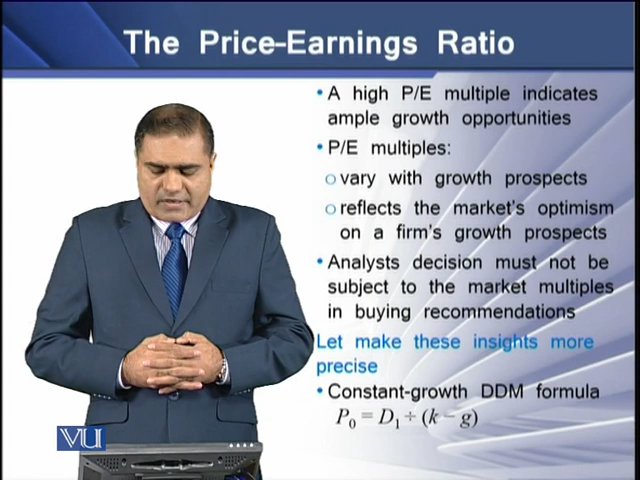 The Price-Earnings Ratio
• A high P/E multiple indicates
ample growth opportunities
• P/E multiples:
○ vary with growth prospects
○ reflects the market's optimism
on a firm's growth prospects
• Analysts decision must not be
subject to the market multiples
in buying recommendations
Let make these insights more
precise
• Constant-growth DDM formula
P₀ = D₁ ÷ (k – g)
VU